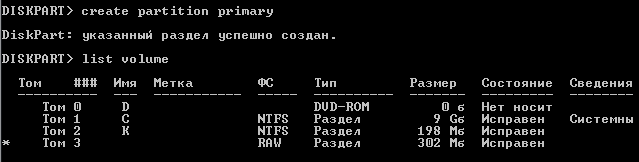 DISKPART> create partition primary
DiskPart: указанный раздел успешно создан.
DISKPART> list volume
Том ### Имя Метка ФС Тип Размер Состояние Сведения
Том 0 D DVD-ROM 0 б Нет носит
Том 1 C NTFS Раздел 9 Gб Исправен Системны
Том 2 K NTFS Раздел 198 Mб Исправен
* Том 3 RAW Раздел 302 Mб Исправен